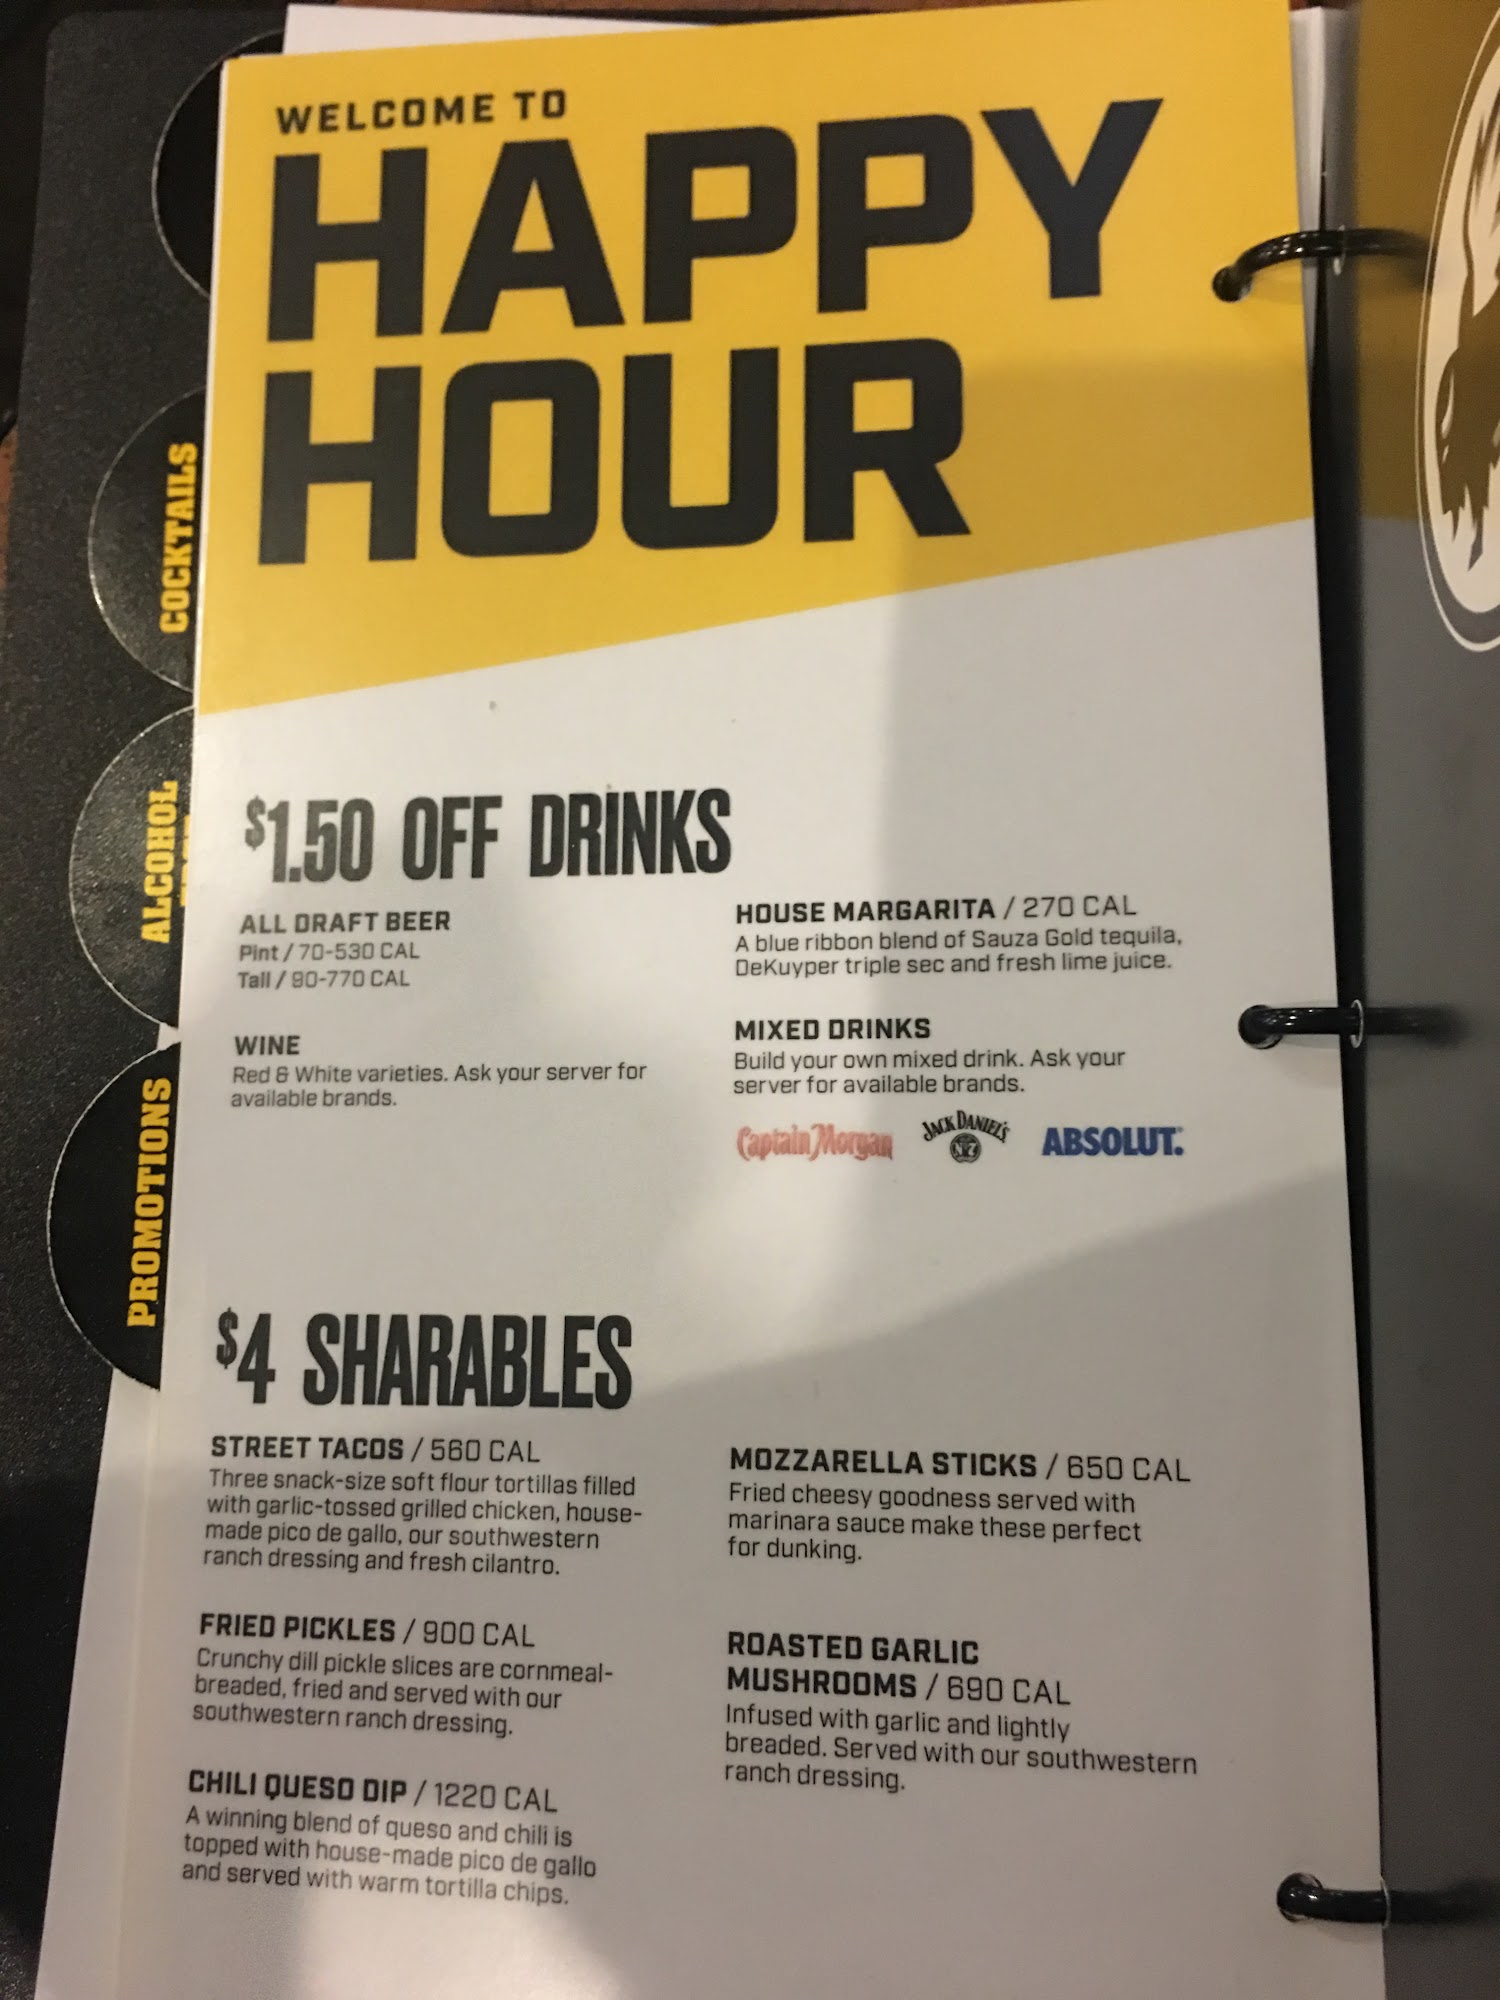 WELCOME TO
HAPPY
HOUR
COCKTAILS
ALCOHOL
PROMOTIONS
$1.50 OFF DRINKS
ALL DRAFT BEER
Pint / 70-530 CAL
Tall / 90-770 CAL
WINE
Red & White varieties. Ask your server for
available brands.
HOUSE MARGARITA / 270 CAL
A blue ribbon blend of Sauza Gold tequila,
DeKuyper triple sec and fresh lime juice.
MIXED DRINKS
Build your own mixed drink. Ask your
server for available brands.
Captain Morgan
JACK DANIEL'S
ABSOLUT.
$4 SHARABLES
STREET TACOS / 560 CAL
Three snack-size soft flour tortillas filled
with garlic-tossed grilled chicken, house-
made pico de gallo, our southwestern
ranch dressing and fresh cilantro.
FRIED PICKLES / 900 CAL
Crunchy dill pickle slices are cornmeal-
breaded, fried and served with our
southwestern ranch dressing.
CHILI QUESO DIP / 1220 CAL
A winning blend of queso and chili is
topped with house-made pico de gallo
and served with warm tortilla chips.
MOZZARELLA STICKS / 650 CAL
Fried cheesy goodness served with
marinara sauce make these perfect
for dunking.
ROASTED GARLIC
MUSHROOMS / 690 CAL
Infused with garlic and lightly
breaded. Served with our southwestern
ranch dressing.